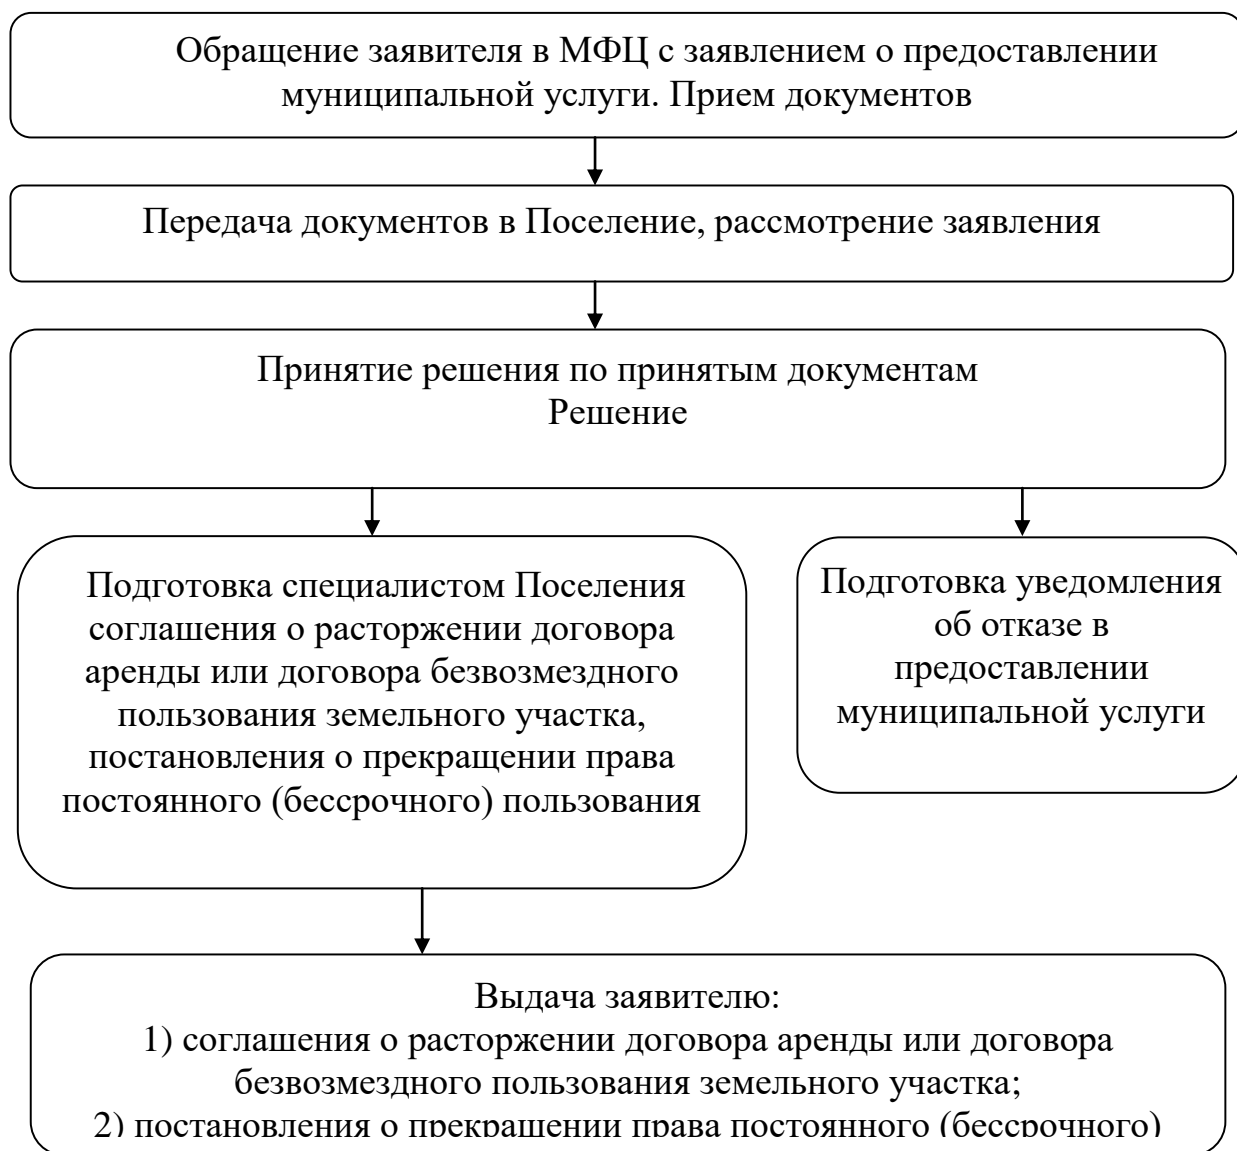 Обращение заявителя в МФЦ с заявлением о предоставлении
муниципальной услуги. Прием документов
Передача документов в Поселение, рассмотрение заявления
Принятие решения по принятым документам
Решение
Подготовка специалистом Поселения
соглашения о расторжении договора
аренды или договора безвозмездного
пользования земельного участка,
постановления о прекращении права
постоянного (бессрочного) пользования
Подготовка уведомления
об отказе в
предоставлении
муниципальной услуги
Выдача заявителю:
1) соглашения о расторжении договора аренды или договора
безвозмездного пользования земельного участка;
2) постановления о прекращении права постоянного (бессрочного)